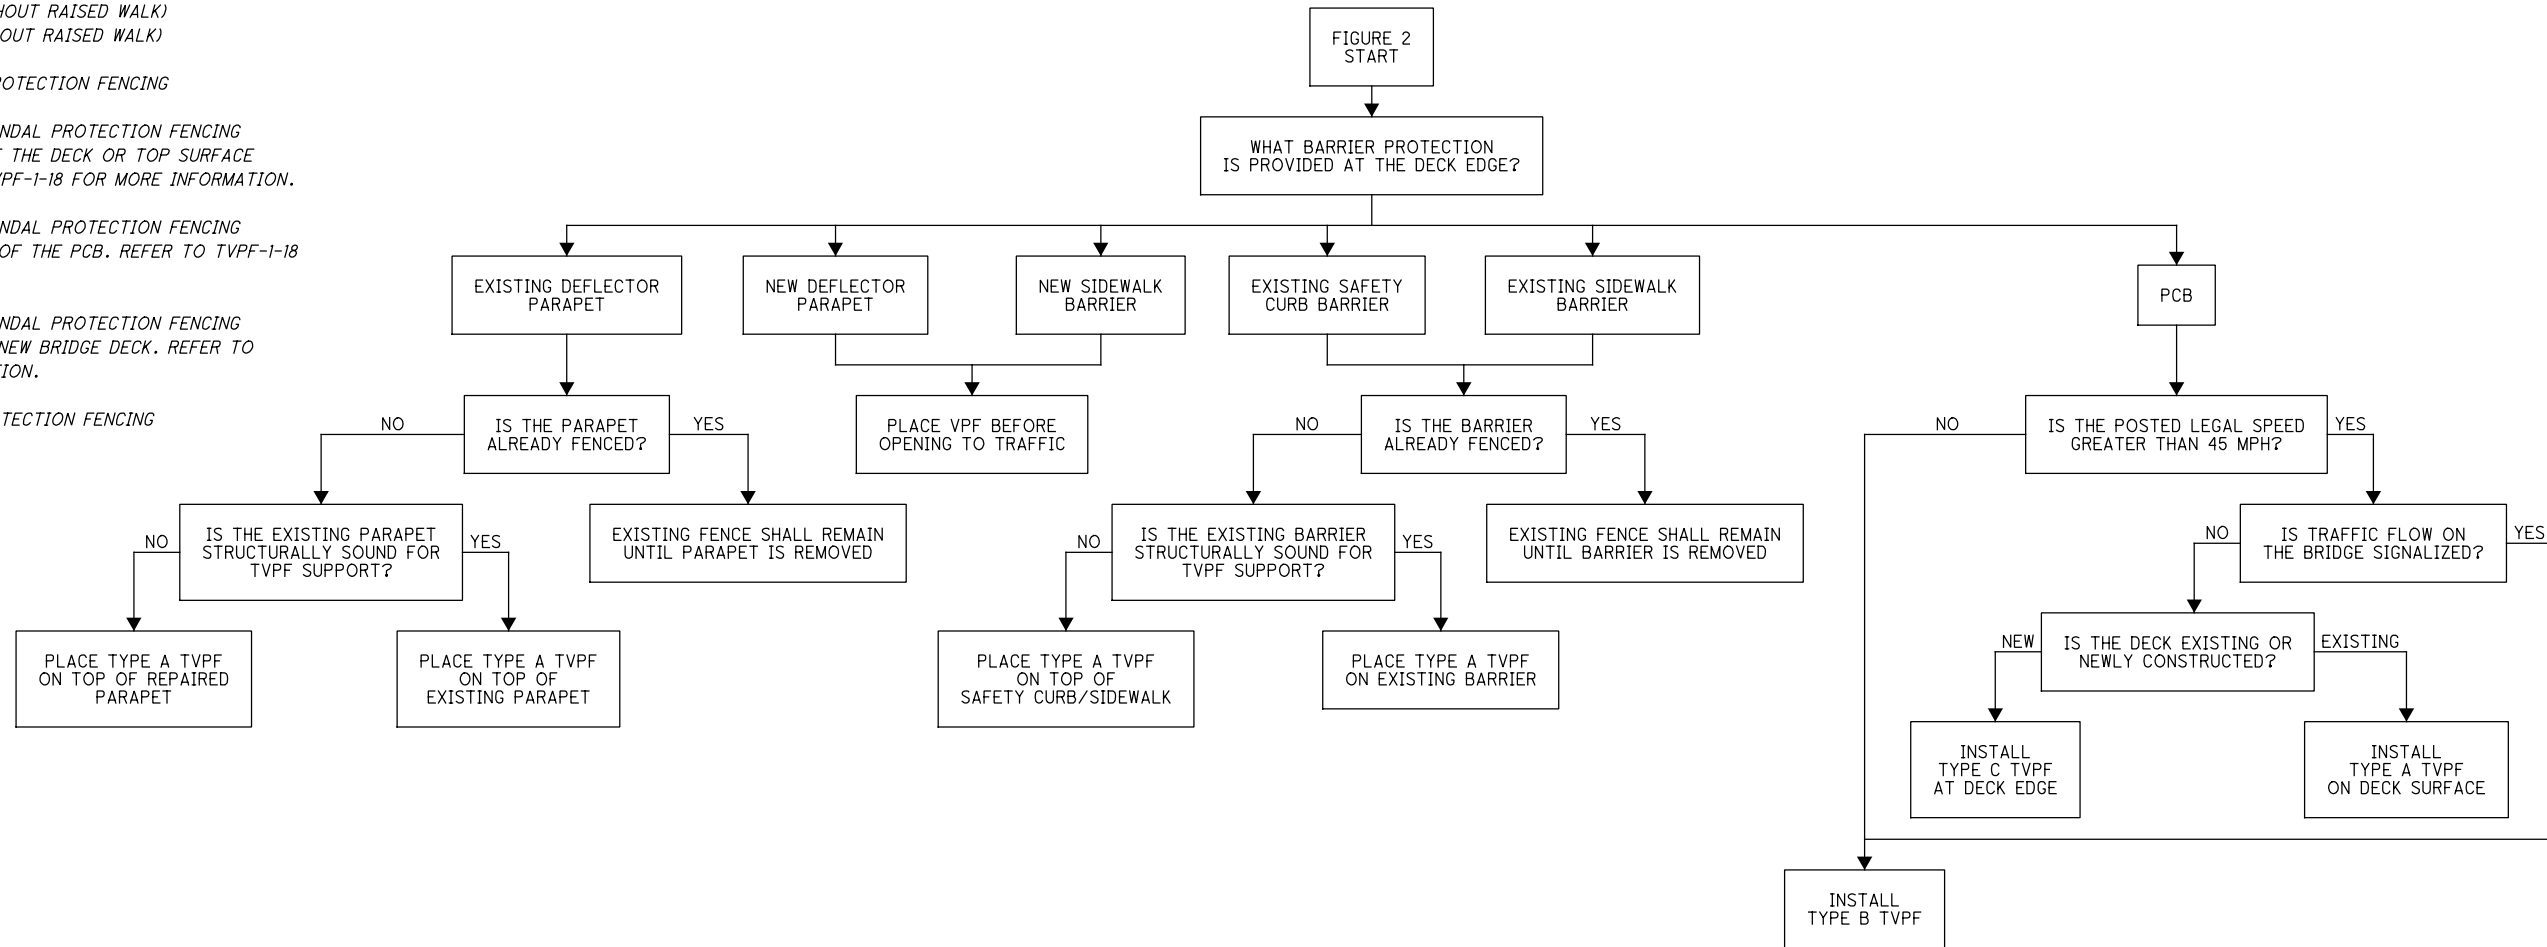 HOUT RAISED WALK)
OUT RAISED WALK)
OTECTION FENCING
NDAL PROTECTION FENCING
THE DECK OR TOP SURFACE
VPF-1-18 FOR MORE INFORMATION.
NDAL PROTECTION FENCING
OF THE PCB. REFER TO TVPF-1-18
NDAL PROTECTION FENCING
NEW BRIDGE DECK. REFER TO
ION.
TECTION FENCING
FIGURE 2
START
WHAT BARRIER PROTECTION
IS PROVIDED AT THE DECK EDGE?
EXISTING DEFLECTOR
PARAPET
NEW DEFLECTOR
PARAPET
NEW SIDEWALK
BARRIER
EXISTING SAFETY
CURB BARRIER
EXISTING SIDEWALK
BARRIER
PCB
NO
IS THE PARAPET
ALREADY FENCED?
YES
PLACE VPF BEFORE
OPENING TO TRAFFIC
NO
IS THE BARRIER
ALREADY FENCED?
YES
NO
IS THE POSTED LEGAL SPEED
GREATER THAN 45 MPH?
YES
NO
IS THE EXISTING PARAPET
STRUCTURALLY SOUND FOR
TVPF SUPPORT?
YES
EXISTING FENCE SHALL REMAIN
UNTIL PARAPET IS REMOVED
NO
IS THE EXISTING BARRIER
STRUCTURALLY SOUND FOR
TVPF SUPPORT?
YES
EXISTING FENCE SHALL REMAIN
UNTIL BARRIER IS REMOVED
NO
IS TRAFFIC FLOW ON
THE BRIDGE SIGNALIZED?
YES
PLACE TYPE A TVPF
ON TOP OF REPAIRED
PARAPET
PLACE TYPE A TVPF
ON TOP OF
EXISTING PARAPET
PLACE TYPE A TVPF
ON TOP OF
SAFETY CURB/SIDEWALK
PLACE TYPE A TVPF
ON EXISTING BARRIER
NEW
IS THE DECK EXISTING OR
NEWLY CONSTRUCTED?
EXISTING
INSTALL
TYPE C TVPF
AT DECK EDGE
INSTALL
TYPE A TVPF
ON DECK SURFACE
INSTALL
TYPE B TVPF